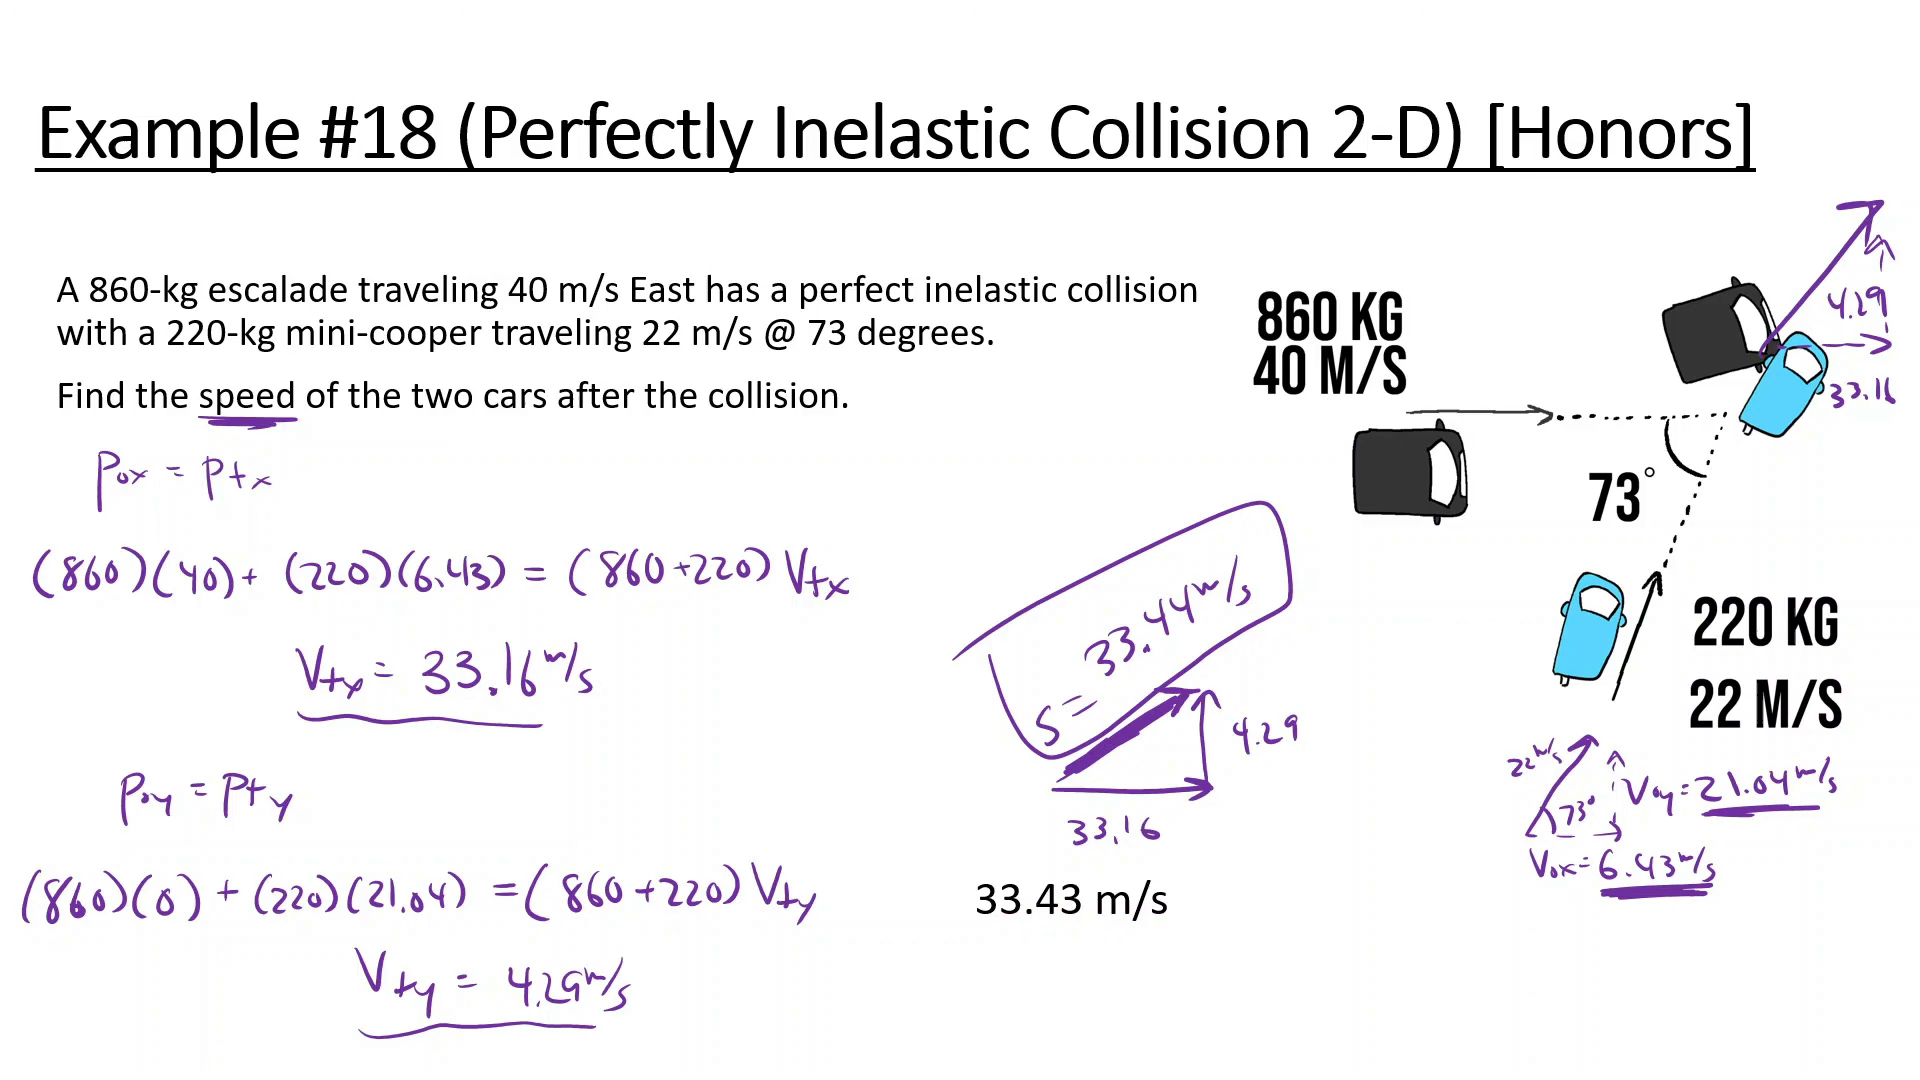 Example #18 (Perfectly Inelastic Collision 2-D) [Honors]
A 860-kg escalade traveling 40 m/s East has a perfect inelastic collision
with a 220-kg mini-cooper traveling 22 m/s @ 73 degrees.
Find the speed of the two cars after the collision.
Pox = Ptx
(860)(40) + (220)(6.43) = (860+220) Vtx
Vtx = 33.16 m/s
Poy = Pty
(860)(0) + (220)(21.04) = (860+220) Vty
Vty = 4.29 m/s
S = 33.44 m/s
4.29
33.16
33.43 m/s
860 KG
40 M/S
4.29
33.16
73°
220 KG
22 M/S
22 m/s
73°
Voy = 21.04 m/s
Vox = 6.43 m/s